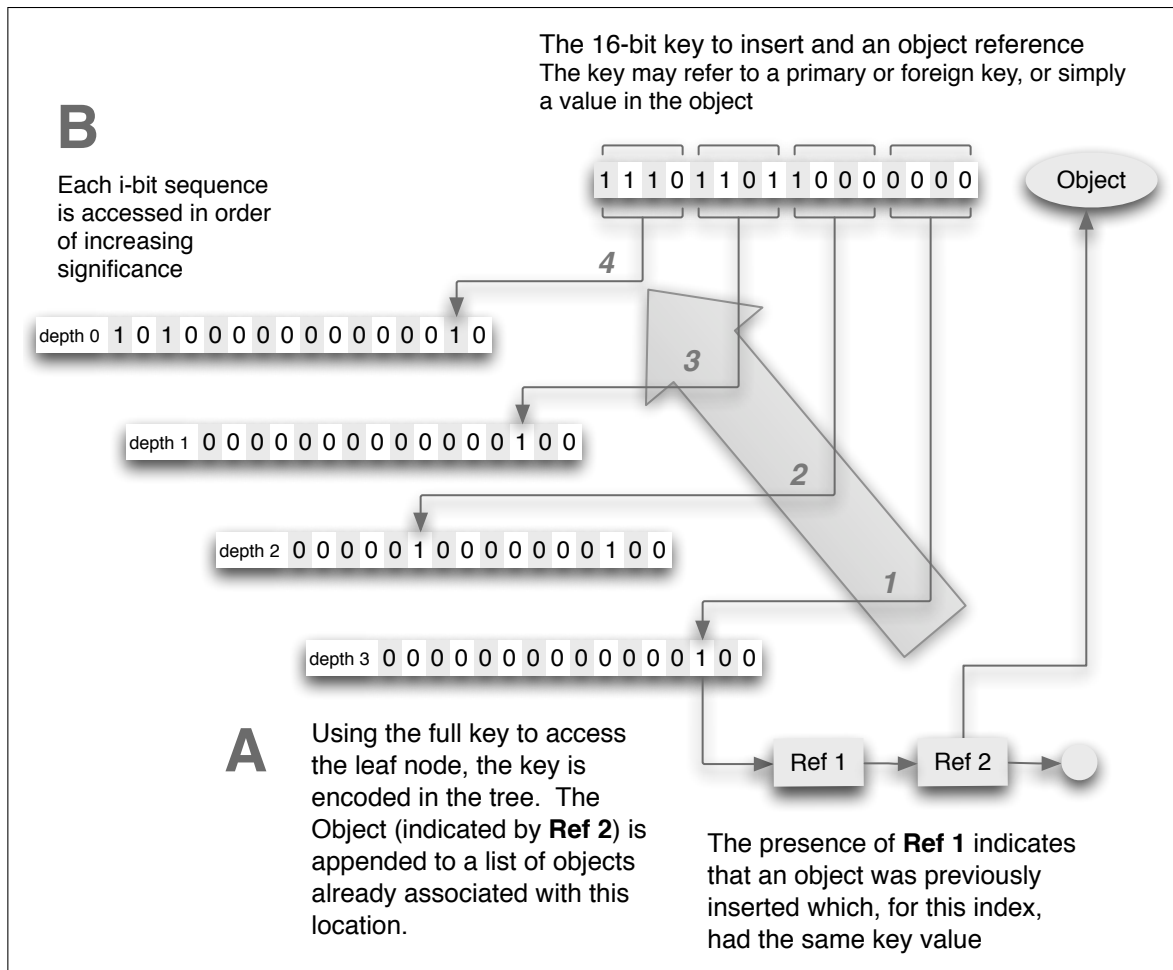 The 16-bit key to insert and an object reference
The key may refer to a primary or foreign key, or simply
a value in the object
B
Each i-bit sequence
is accessed in order
of increasing
significance
1 1 1 0 1 1 0 1 1 0 0 0 0 0 0 0
Object
4
depth 0 1 0 1 0 0 0 0 0 0 0 0 0 0 0 1 0
3
depth 1 0 0 0 0 0 0 0 0 0 0 0 0 0 1 0 0
2
depth 2 0 0 0 0 0 1 0 0 0 0 0 0 0 1 0 0
1
depth 3 0 0 0 0 0 0 0 0 0 0 0 0 0 1 0 0
A
Using the full key to access
the leaf node, the key is
encoded in the tree. The
Object (indicated by Ref 2) is
appended to a list of objects
already associated with this
location.
Ref 1
Ref 2
The presence of Ref 1 indicates
that an object was previously
inserted which, for this index,
had the same key value